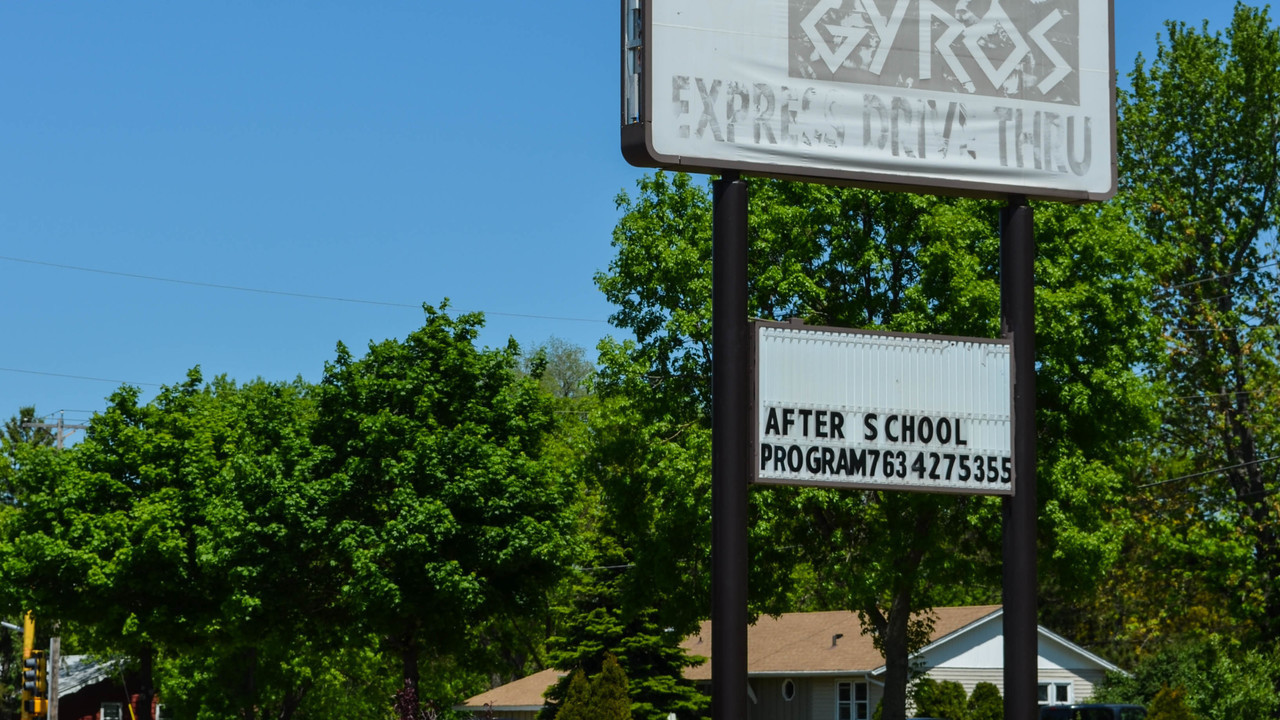 GYROS
EXPRESS DRIVE THRU
AFTER SCHOOL
PROGRAM7634275355